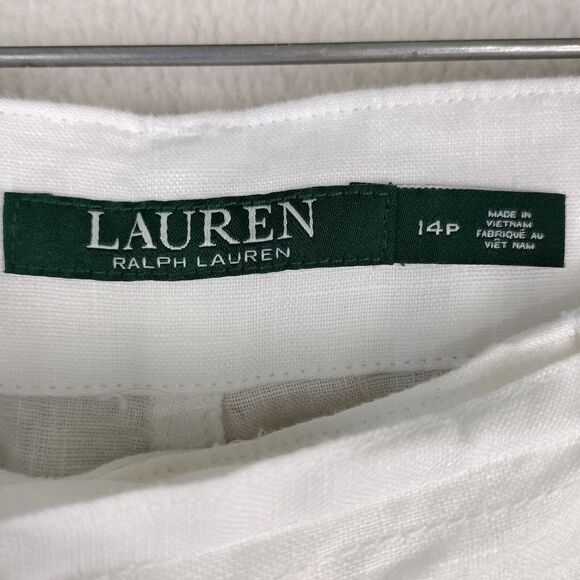 LAUREN
RALPH LAUREN
14P
MADE IN
VIETNAM
FABRIQUÉ AU
VIÊT NAM